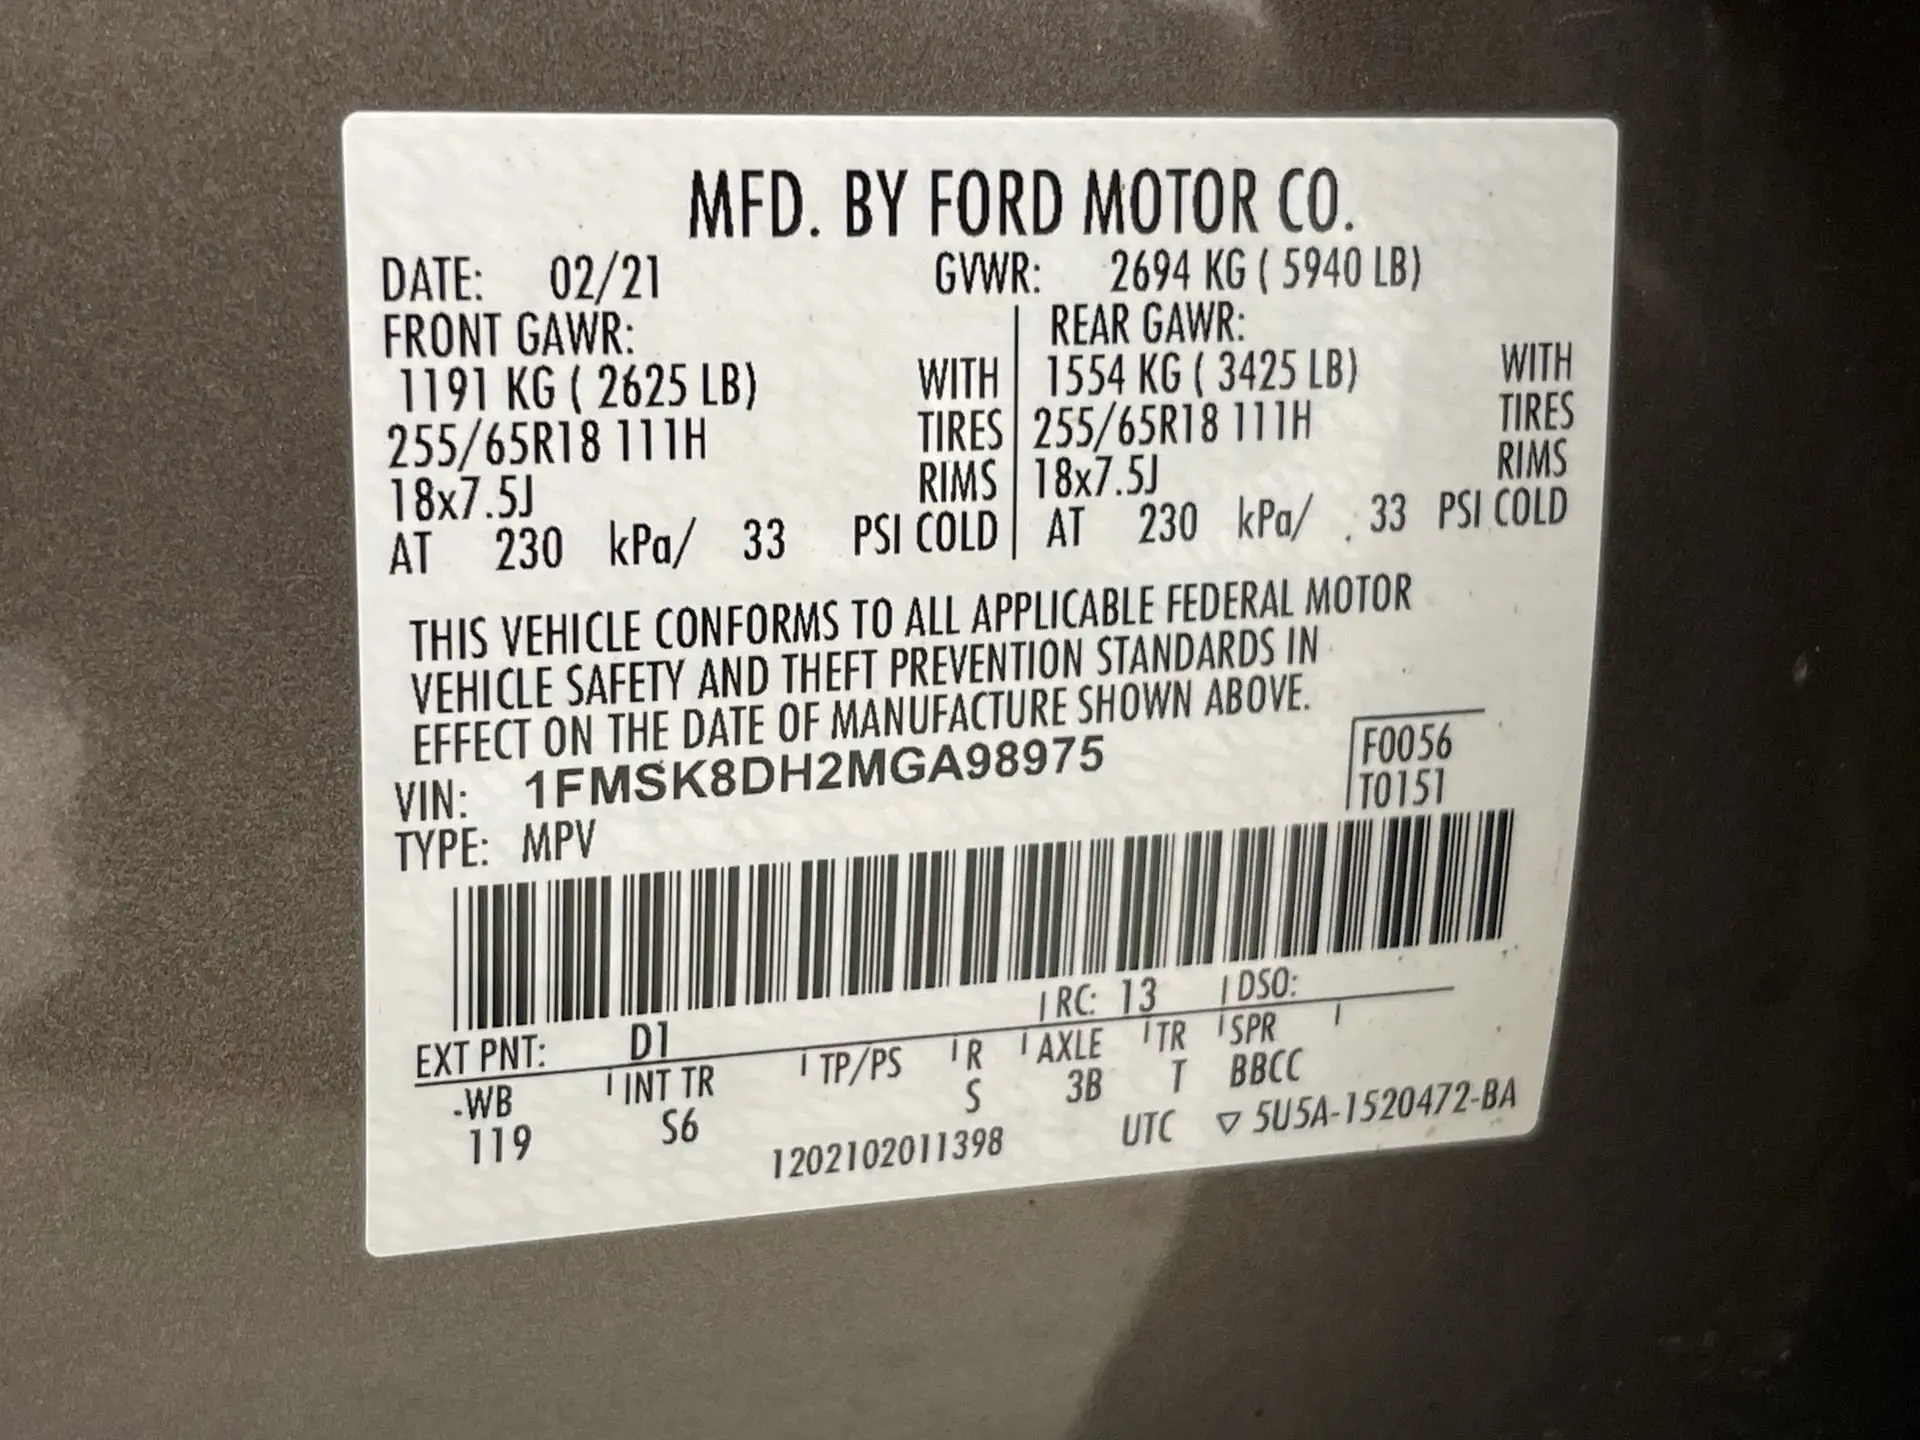 MFD. BY FORD MOTOR CO.
DATE: 02/21 GVWR: 2694 KG ( 5940 LB)
FRONT GAWR: REAR GAWR:
1191 KG ( 2625 LB) WITH 1554 KG ( 3425 LB) WITH
255/65R18 111H TIRES 255/65R18 111H TIRES
18x7.5J RIMS 18x7.5J RIMS
AT 230 kPa/ 33 PSI COLD AT 230 kPa/ 33 PSI COLD
THIS VEHICLE CONFORMS TO ALL APPLICABLE FEDERAL MOTOR
VEHICLE SAFETY AND THEFT PREVENTION STANDARDS IN
EFFECT ON THE DATE OF MANUFACTURE SHOWN ABOVE.
VIN: 1FMSK8DH2MGA98975 F0056
TYPE: MPV T0151
EXT PNT: D1 RC: 13 DSO:
WB INT TR TP/PS R AXLE TR SPR
119 S6 S 3B T BBCC
1202102011398 UTC ▽ 5U5A-1520472-BA